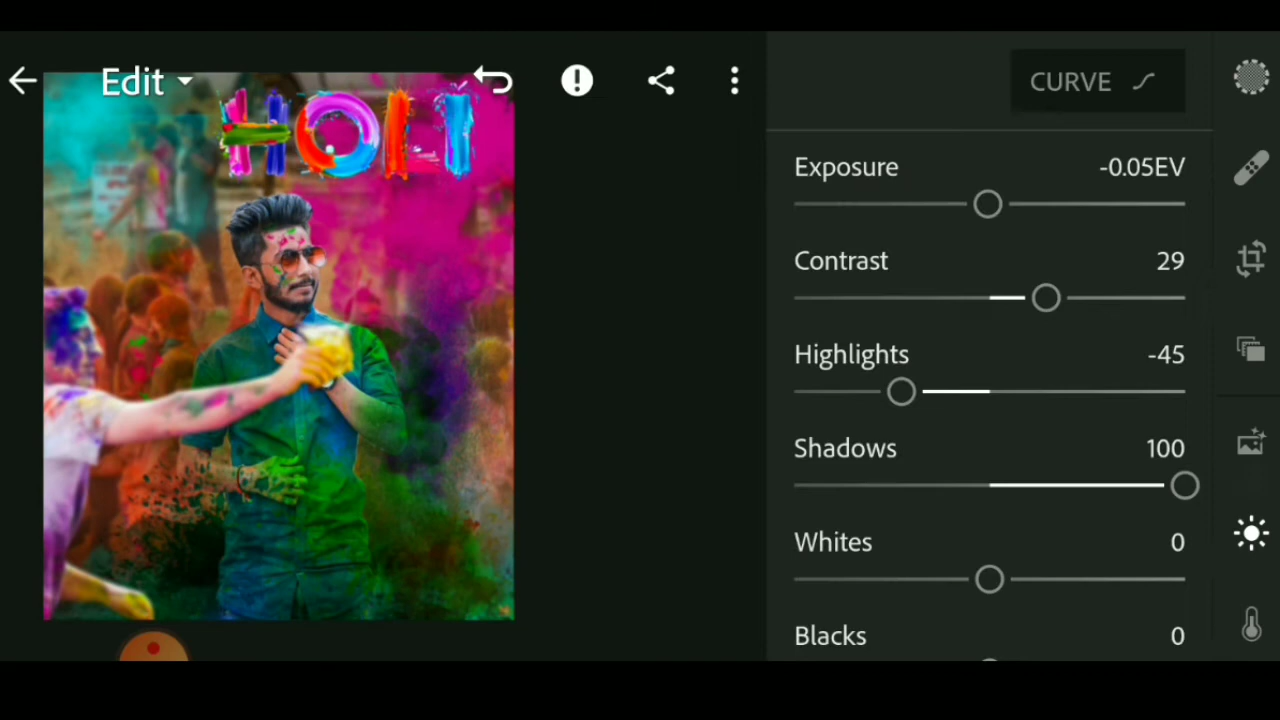 Edit
HOLI
CURVE
Exposure -0.05EV
Contrast 29
Highlights -45
Shadows 100
Whites 0
Blacks 0